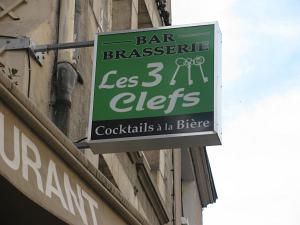 BAR
BRASSERIE
Les 3
Clefs
Cocktails à la Bière
URANT